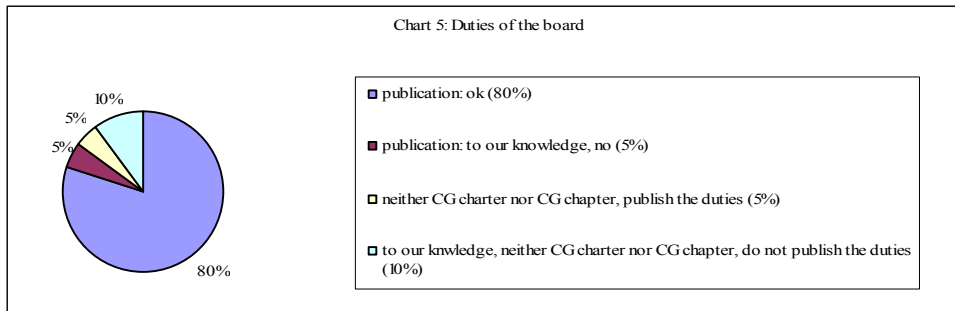 Chart 5: Duties of the board
10%
5%
5%
80%
publication: ok (80%)
publication: to our knowledge, no (5%)
neither CG charter nor CG chapter, publish the duties (5%)
to our knwledge, neither CG charter nor CG chapter, do not publish the duties
(10%)